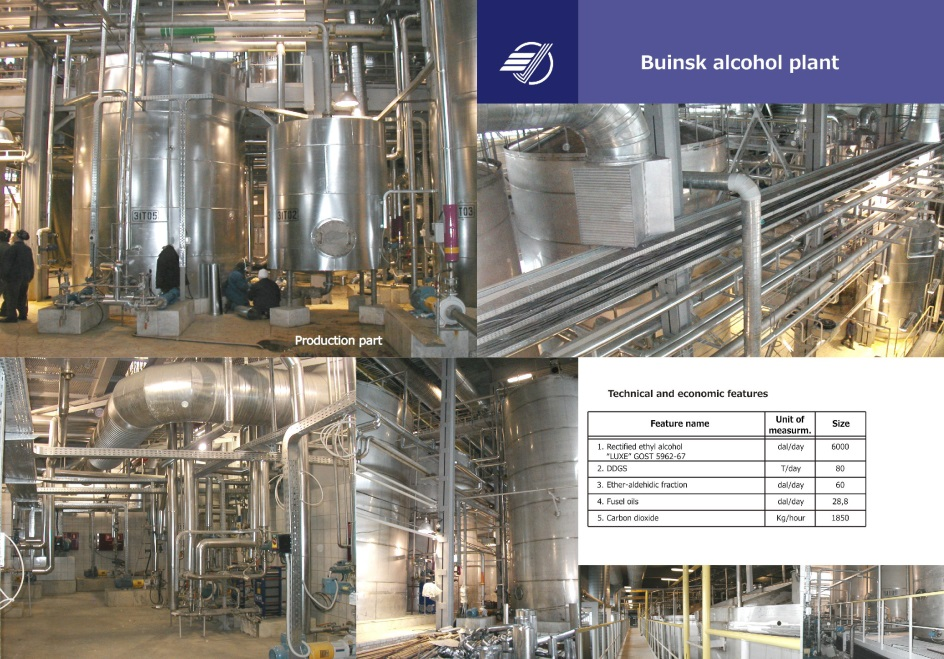 Buinsk alcohol plant
3IT05
3IT02
IT03
Production part
Technical and economic features
Feature name Unit of measurm. Size
1. Rectified ethyl alcohol "LUXE" GOST 5962-67 dal/day 6000
2. DDGS T/day 80
3. Ether-aldehidic fraction dal/day 60
4. Fusel oils dal/day 28,8
5. Carbon dioxide Kg/hour 1850